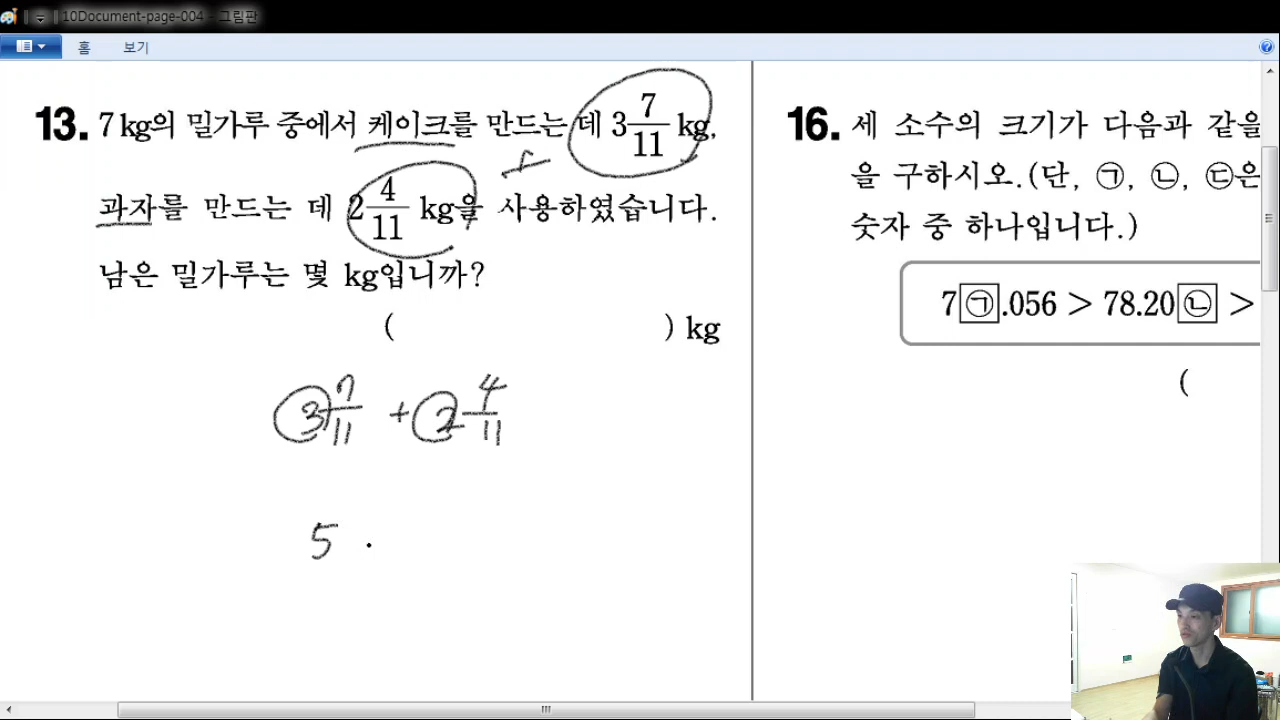 10Document-page-004 - 그림판
홈 보기
13. 7 kg의 밀가루 중에서 케이크를 만드는 데 3 7/11 kg,
과자를 만드는 데 2 4/11 kg을 사용하였습니다.
남은 밀가루는 몇 kg입니까?
( ) kg
3 7/11 + 2 4/11
5
16. 세 소수의 크기가 다음과 같을
을 구하시오.(단, ㉠, ㉡, ㉢은
숫자 중 하나입니다.)
7㉠.056 > 78.20㉡ >
(